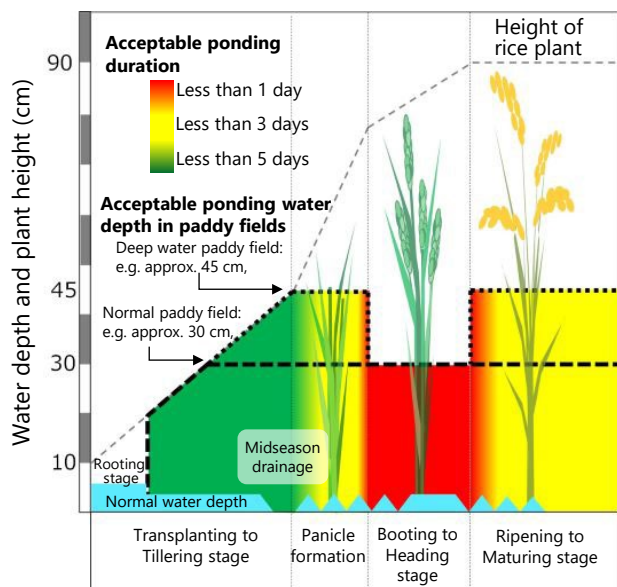 Acceptable ponding
duration
Less than 1 day
Less than 3 days
Less than 5 days
Height of
rice plant
Acceptable ponding water
depth in paddy fields
Deep water paddy field:
e.g. approx. 45 cm,
Normal paddy field:
e.g. approx. 30 cm,
Water depth and plant height (cm)
90
45
30
10
Midseason
drainage
Rooting
stage
Normal water depth
Transplanting to
Tillering stage
Panicle
formation
Booting to
Heading
stage
Ripening to
Maturing stage